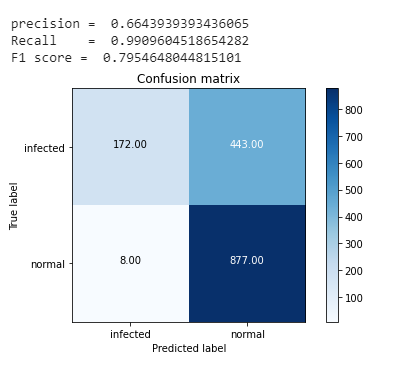 precision =  0.6643939393436065
Recall    =  0.9909604518654282
F1 score =  0.7954648044815101
Confusion matrix
infected
172.00
443.00
normal
8.00
877.00
infected
normal
True label
Predicted label
800
700
600
500
400
300
200
100